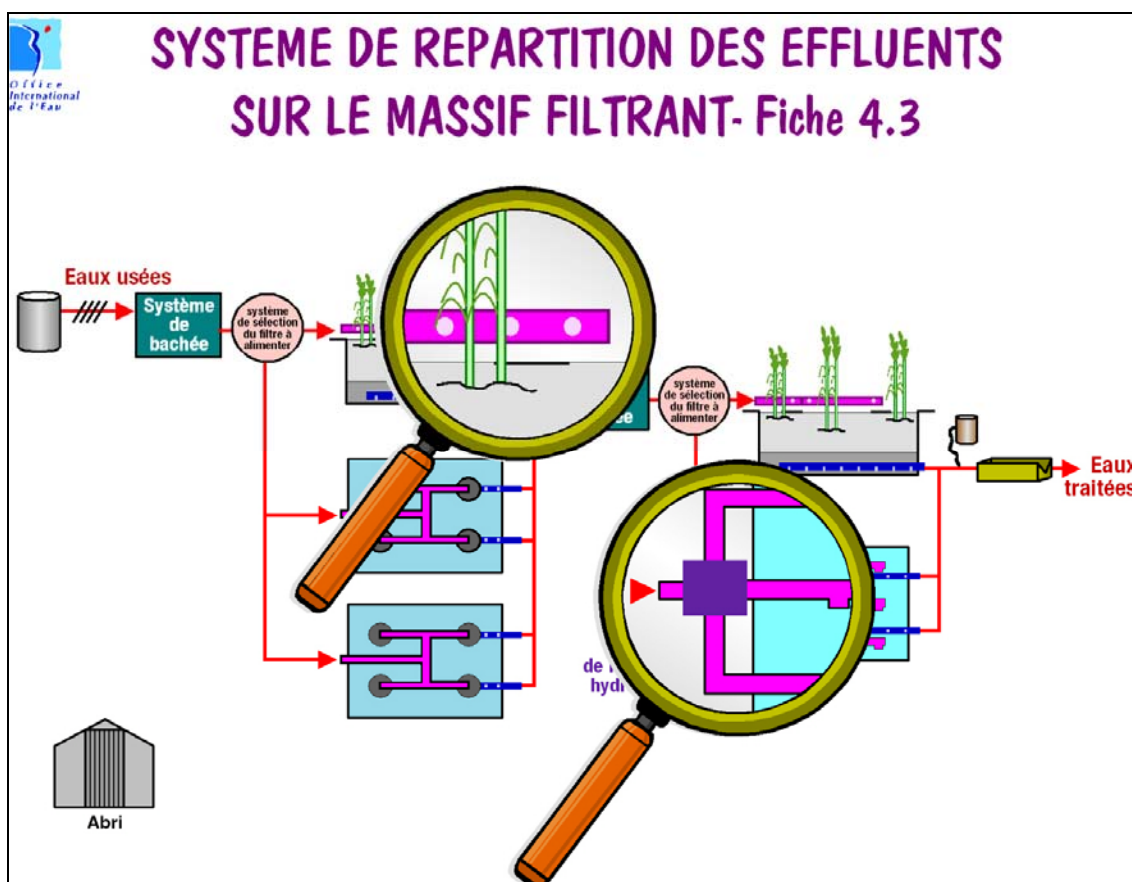 SYSTEME DE REPARTITION DES EFFLUENTS
SUR LE MASSIF FILTRANT- Fiche 4.3
Office
International
de l'Eau
Eaux usées
Système
de
bachée
système
de sélection
du filtre à
alimenter
système
de sélection
du filtre à
alimenter
Eaux
traitées
de
Abri